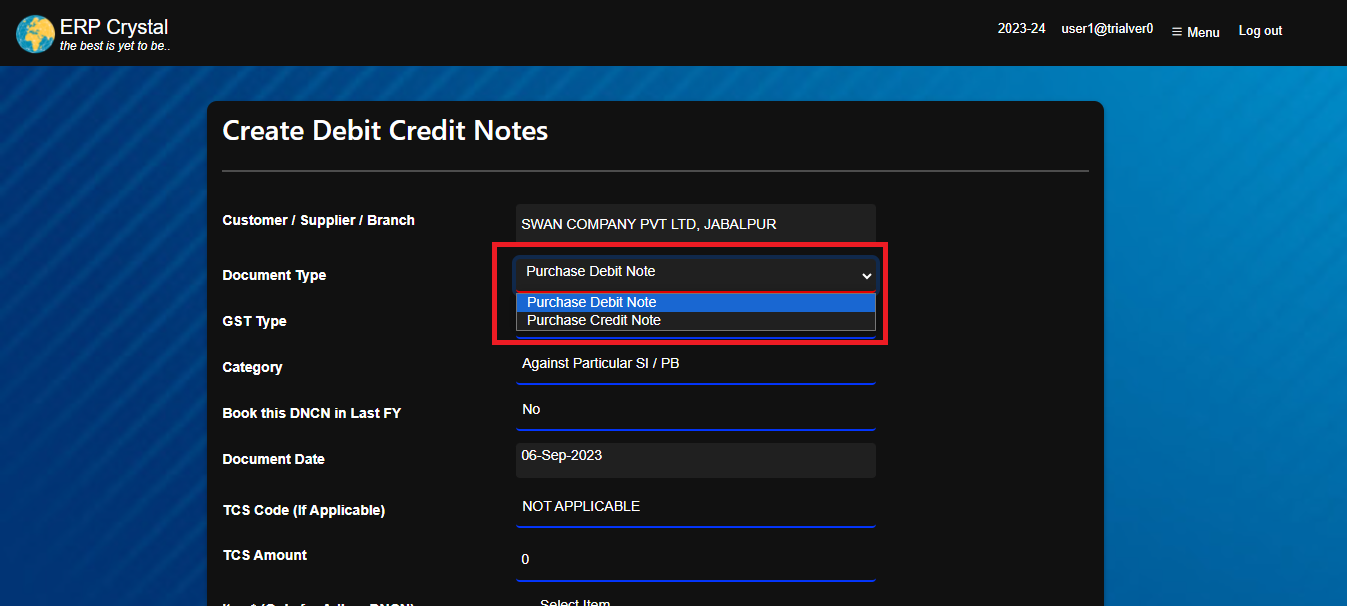 ERP Crystal
the best is yet to be..
2023-24 user1@trialver0 ☰ Menu Log out
Create Debit Credit Notes
Customer / Supplier / Branch SWAN COMPANY PVT LTD, JABALPUR
Document Type Purchase Debit Note
Purchase Debit Note
GST Type Purchase Credit Note
Category Against Particular SI / PB
Book this DNCN in Last FY No
Document Date 06-Sep-2023
TCS Code (If Applicable) NOT APPLICABLE
TCS Amount 0
Select Item